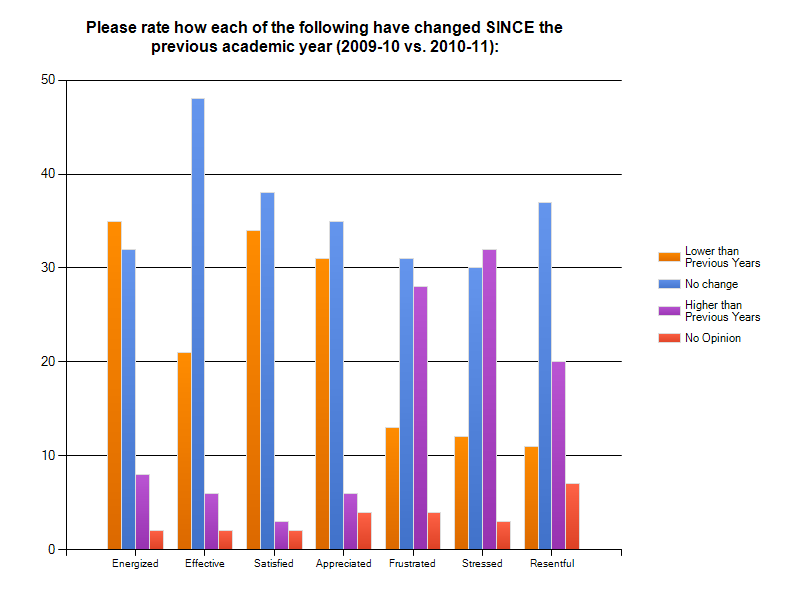 Please rate how each of the following have changed SINCE the
previous academic year (2009-10 vs. 2010-11):
50
40
30
20
10
0
Energized Effective Satisfied Appreciated Frustrated Stressed Resentful
Lower than
Previous Years
No change
Higher than
Previous Years
No Opinion